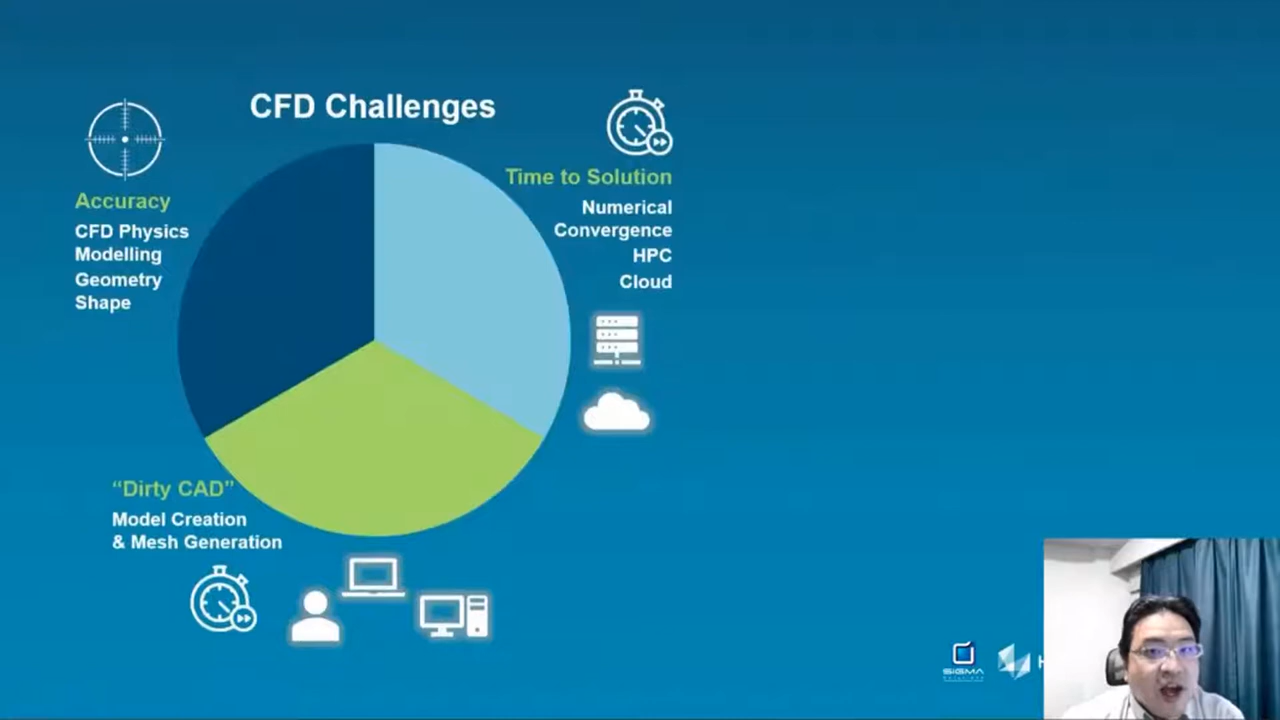 CFD Challenges
Accuracy
CFD Physics
Modelling
Geometry
Shape
Time to Solution
Numerical
Convergence
HPC
Cloud
“Dirty CAD”
Model Creation
& Mesh Generation
SIGMA